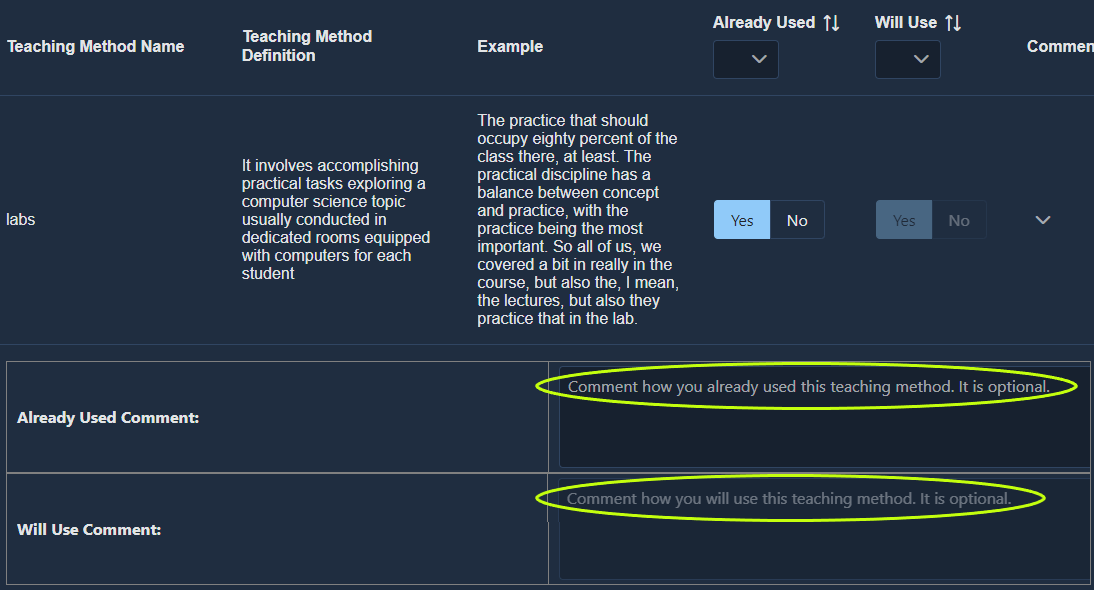 Already Used
Will Use
Teaching Method Name
Teaching Method
Definition
Example
Commen
labs
It involves accomplishing
practical tasks exploring a
computer science topic
usually conducted in
dedicated rooms equipped
with computers for each
student
The practice that should
occupy eighty percent of the
class there, at least. The
practical discipline has a
balance between concept
and practice, with the
practice being the most
important. So all of us, we
covered a bit in really in the
course, but also the, I mean,
the lectures, but also they
practice that in the lab.
Yes No
Yes No
Already Used Comment:
Comment how you already used this teaching method. It is optional.
Will Use Comment:
Comment how you will use this teaching method. It is optional.